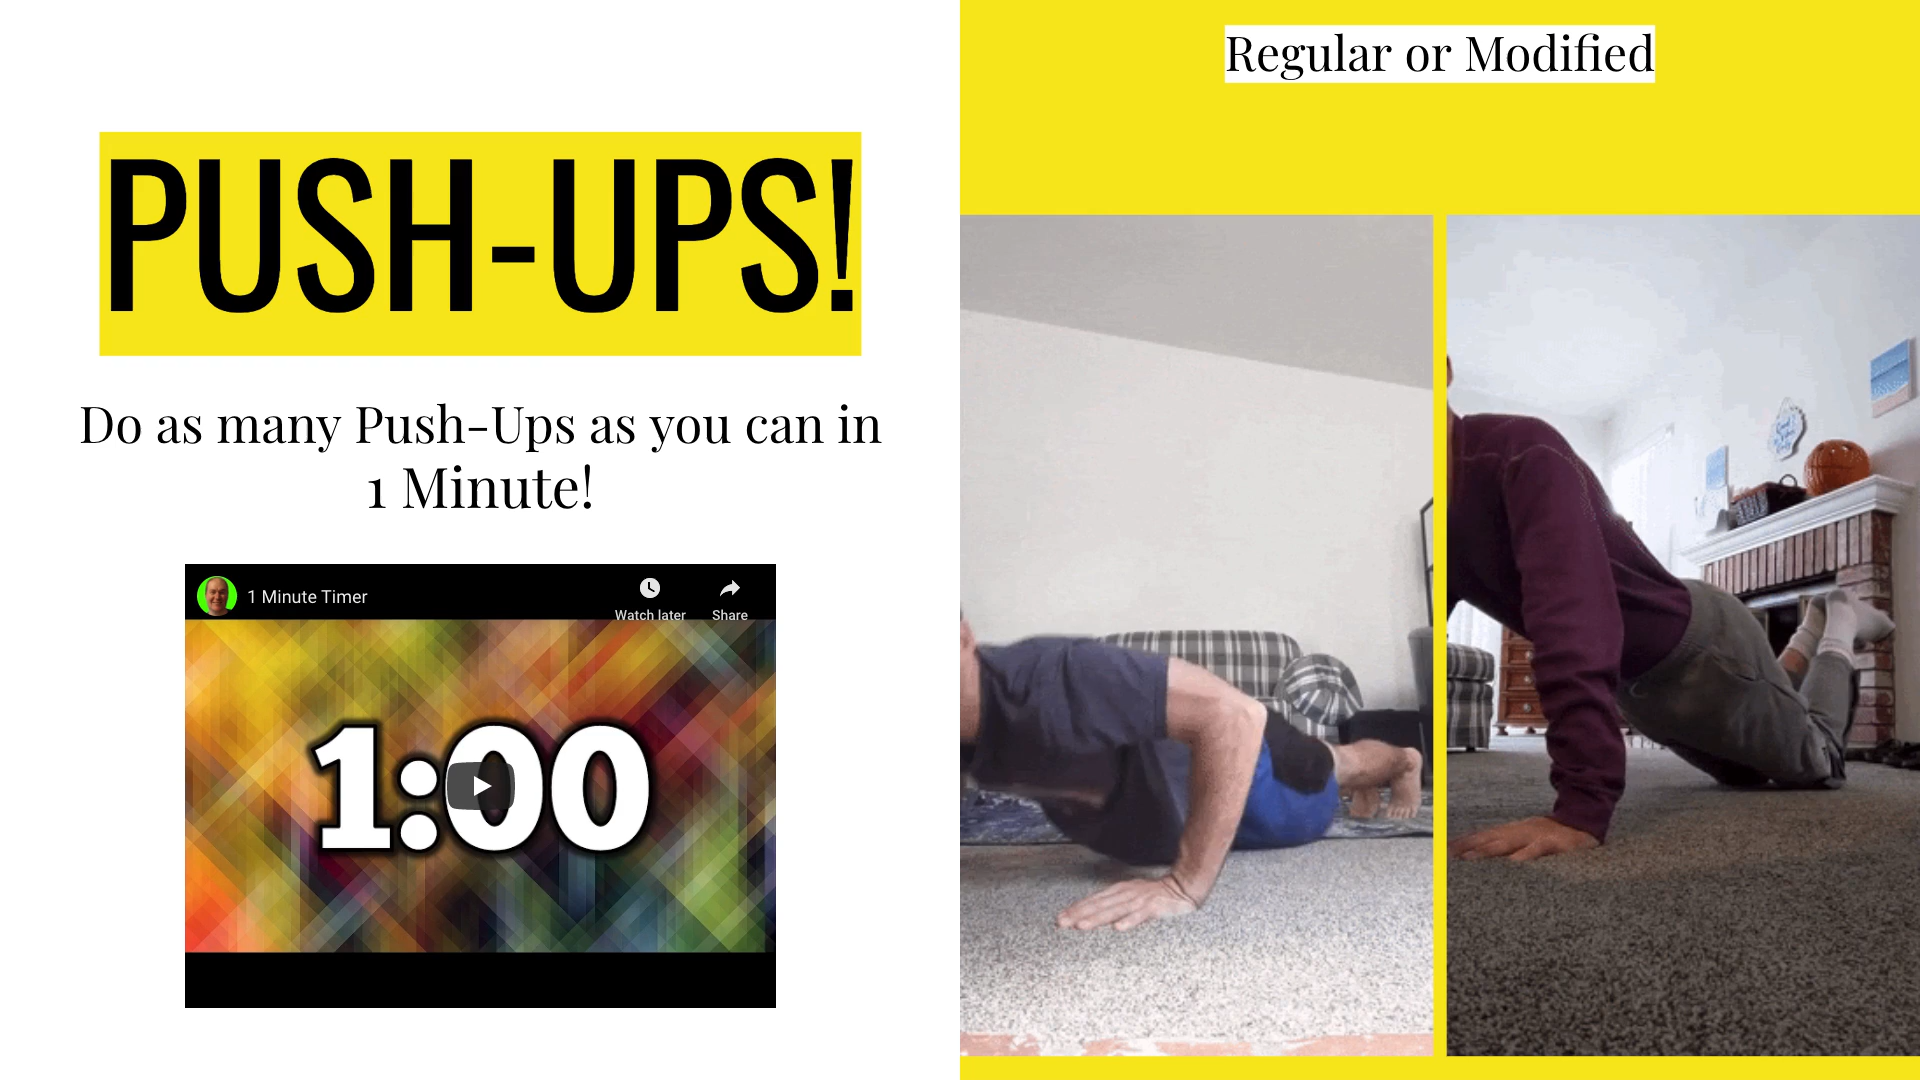 PUSH-UPS!
Do as many Push-Ups as you can in
1 Minute!
1 Minute Timer
Watch later
Share
1:00
Regular or Modified